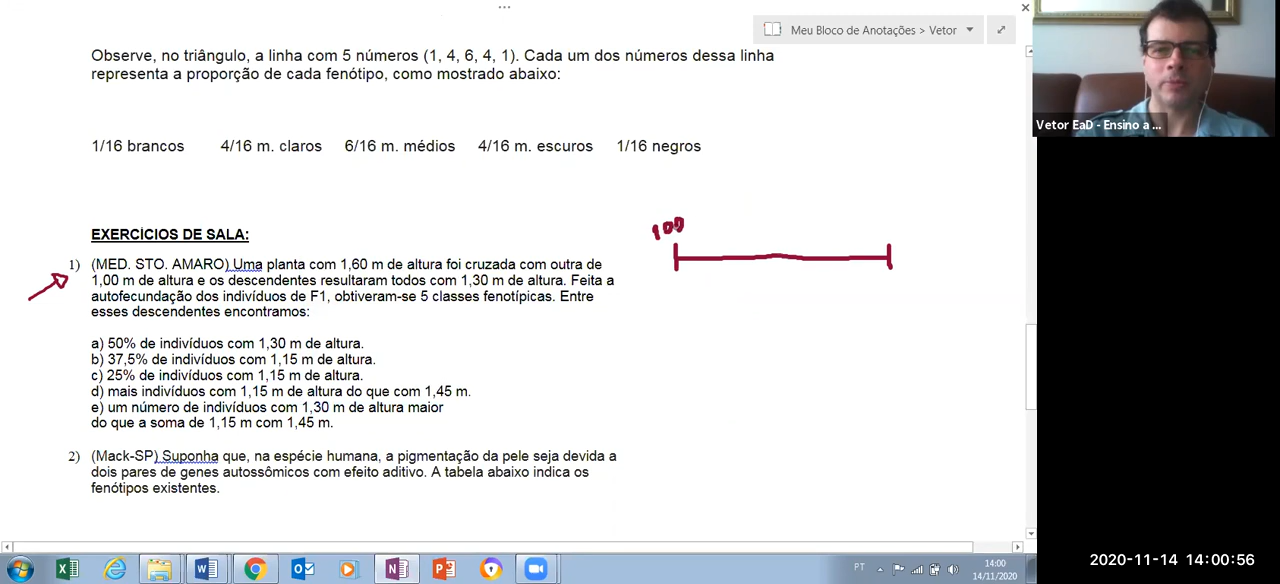 Meu Bloco de Anotações > Vetor
Observe, no triângulo, a linha com 5 números (1, 4, 6, 4, 1). Cada um dos números dessa linha
representa a proporção de cada fenótipo, como mostrado abaixo:
1/16 brancos 4/16 m. claros 6/16 m. médios 4/16 m. escuros 1/16 negros
100
EXERCÍCIOS DE SALA:
1) (MED. STO. AMARO) Uma planta com 1,60 m de altura foi cruzada com outra de
1,00 m de altura e os descendentes resultaram todos com 1,30 m de altura. Feita a
autofecundação dos indivíduos de F1, obtiveram-se 5 classes fenotípicas. Entre
esses descendentes encontramos:
a) 50% de indivíduos com 1,30 m de altura.
b) 37,5% de indivíduos com 1,15 m de altura.
c) 25% de indivíduos com 1,15 m de altura.
d) mais indivíduos com 1,15 m de altura do que com 1,45 m.
e) um número de indivíduos com 1,30 m de altura maior
do que a soma de 1,15 m com 1,45 m.
2) (Mack-SP) Suponha que, na espécie humana, a pigmentação da pele seja devida a
dois pares de genes autossômicos com efeito aditivo. A tabela abaixo indica os
fenótipos existentes.
Vetor EaD - Ensino a ...
PT
14:00
14/11/2020
2020-11-14 14:00:56